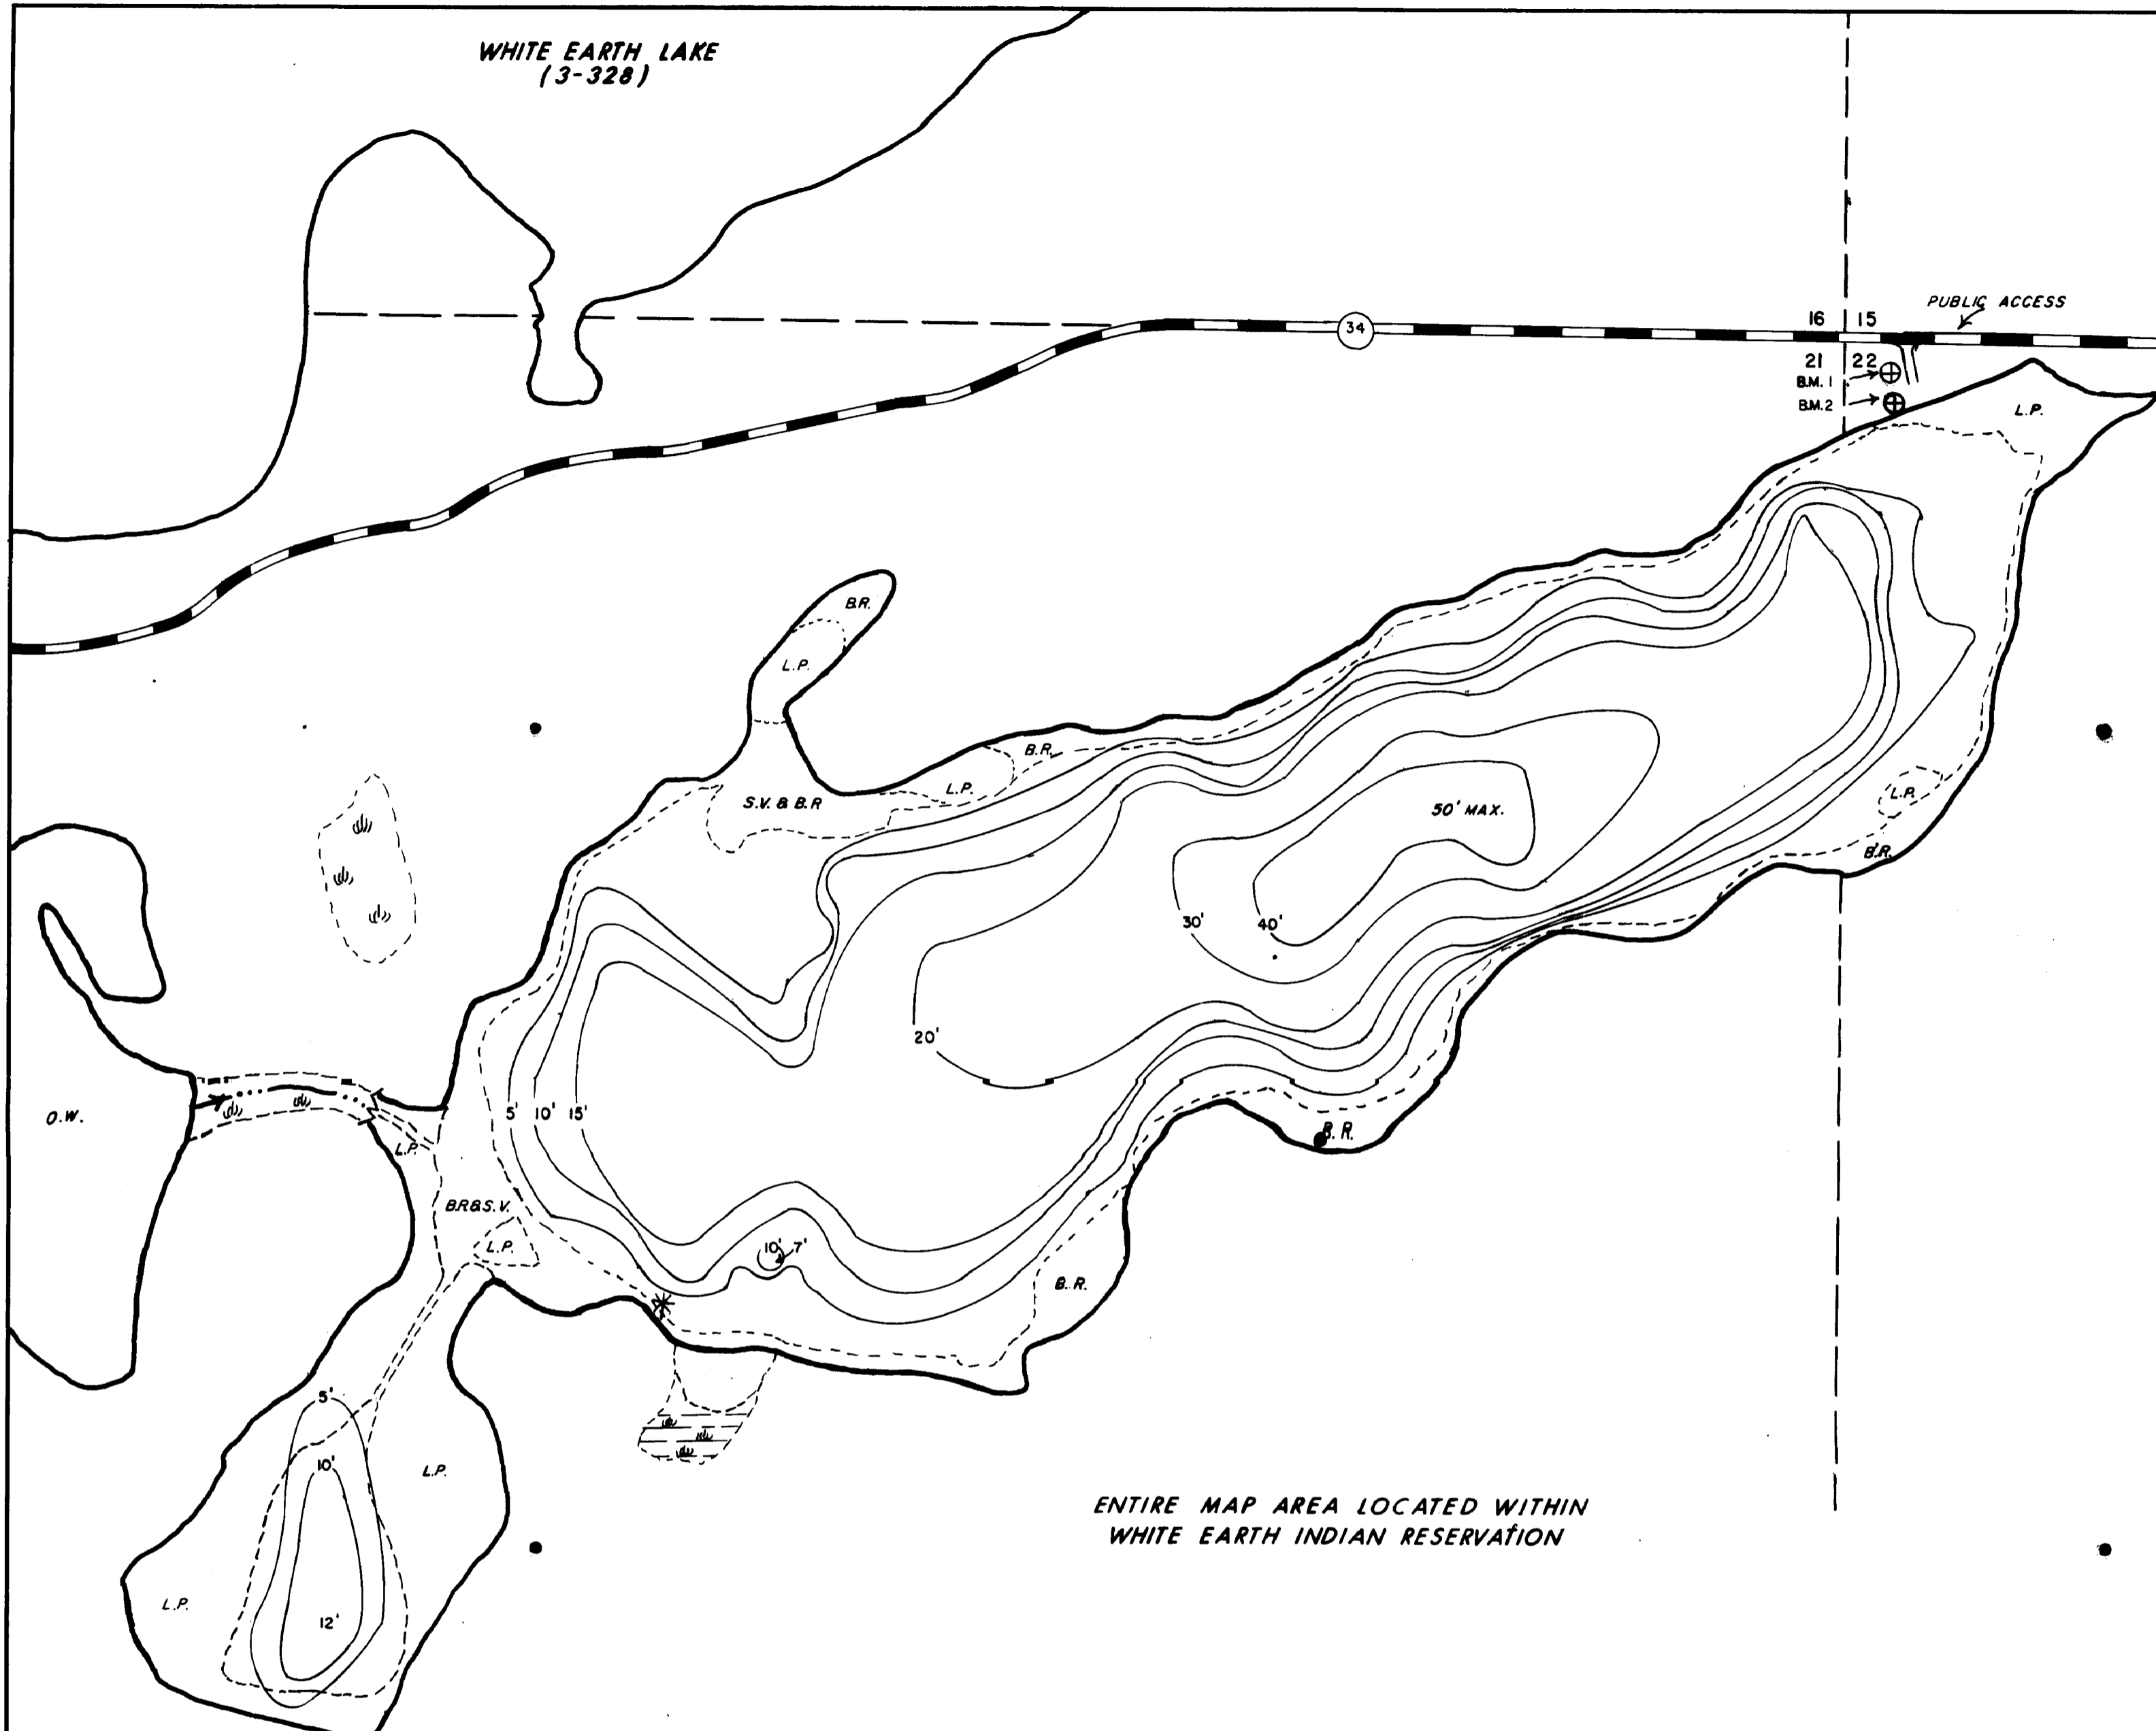 WHITE EARTH LAKE
(3-328)
PUBLIC ACCESS
34
16 15
21 22
B.M. 1
B.M. 2
L.P.
B.R.
L.P.
B.R.
L.P.
S.V. & B.R
50' MAX.
L.P.
B.R.
30'
40'
20'
5' 10' 15'
O.W.
L.P.
B.R.
B.R.&S.V.
L.P.
10' 7'
B.R.
5'
10'
L.P.
L.P.
12'
ENTIRE MAP AREA LOCATED WITHIN
WHITE EARTH INDIAN RESERVATION